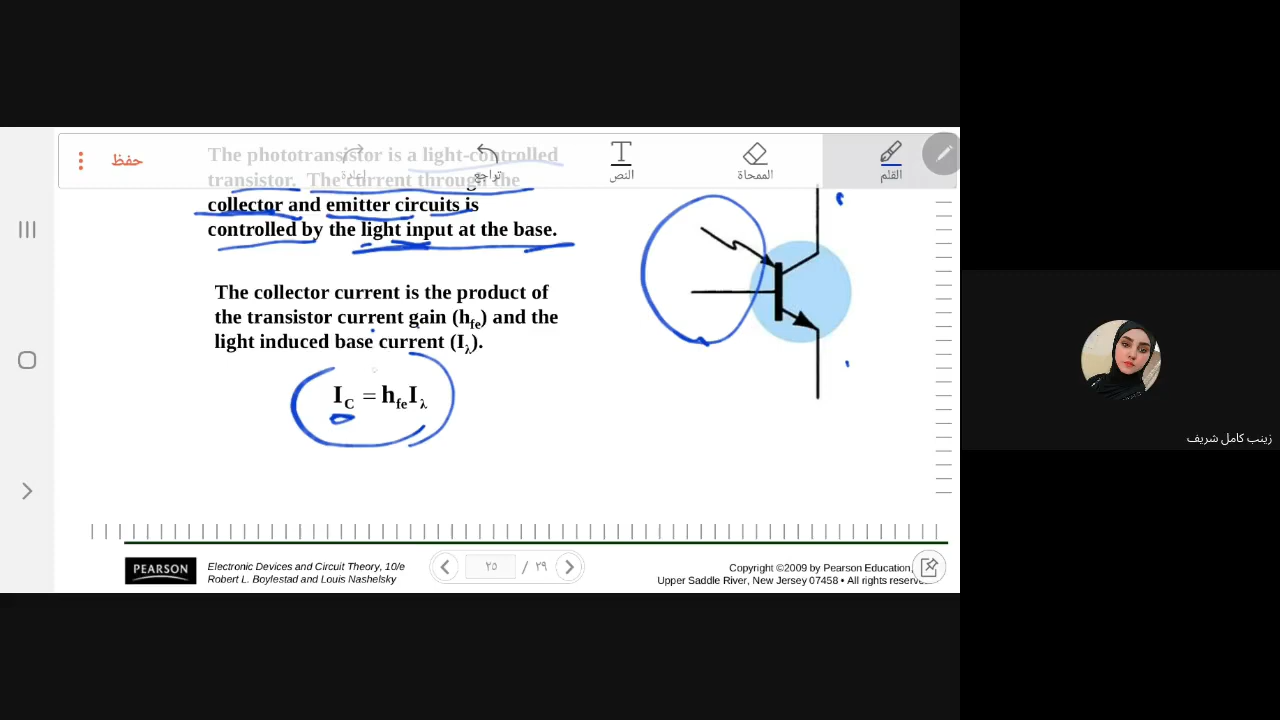 حفظ
إعادة
تراجع
النص
الممحاة
القلم
The phototransistor is a light-controlled
transistor. The current through the
collector and emitter circuits is
controlled by the light input at the base.
The collector current is the product of
the transistor current gain (hfe) and the
light induced base current (Iλ).
IC = hfeIλ
زينب كامل شريف
PEARSON
Electronic Devices and Circuit Theory, 10/e
Robert L. Boylestad and Louis Nashelsky
٢٥ / ٢٩
Copyright ©2009 by Pearson Education,
Upper Saddle River, New Jersey 07458 • All rights